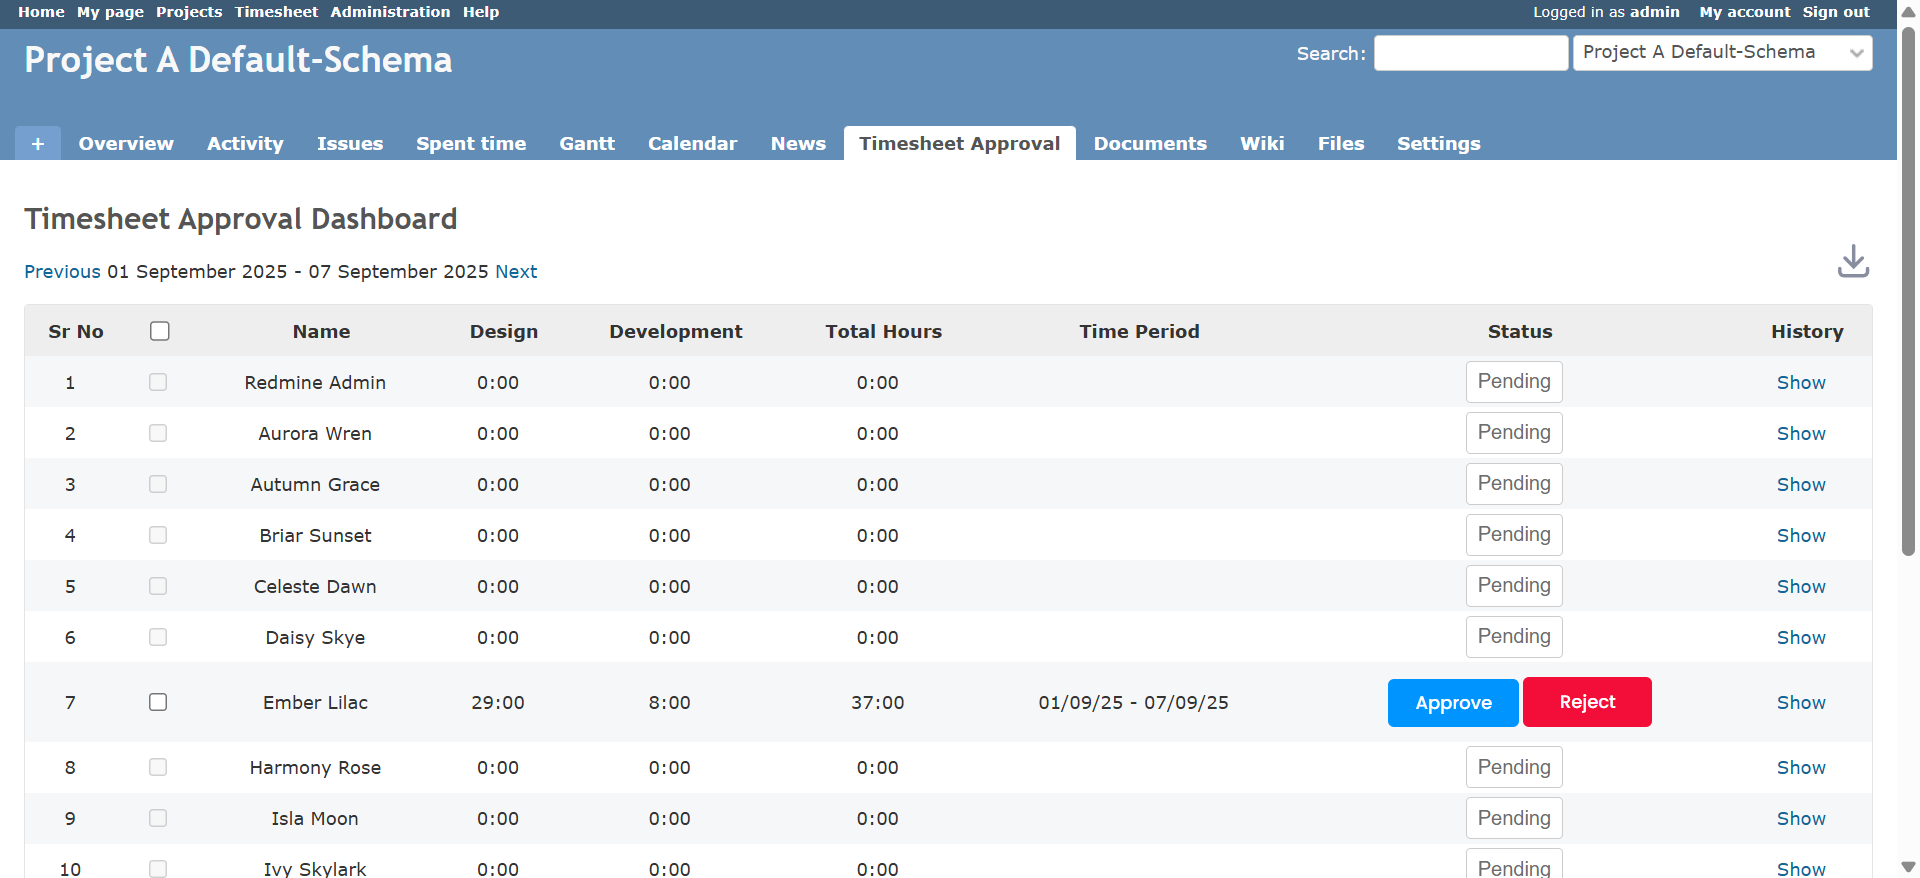 Home My page Projects Timesheet Administration Help Logged in as admin My account Sign out
Project A Default-Schema Search: Project A Default-Schema
+ Overview Activity Issues Spent time Gantt Calendar News Timesheet Approval Documents Wiki Files Settings
Timesheet Approval Dashboard
Previous 01 September 2025 - 07 September 2025 Next
Sr No Name Design Development Total Hours Time Period Status History
1 Redmine Admin 0:00 0:00 0:00 Pending Show
2 Aurora Wren 0:00 0:00 0:00 Pending Show
3 Autumn Grace 0:00 0:00 0:00 Pending Show
4 Briar Sunset 0:00 0:00 0:00 Pending Show
5 Celeste Dawn 0:00 0:00 0:00 Pending Show
6 Daisy Skye 0:00 0:00 0:00 Pending Show
7 Ember Lilac 29:00 8:00 37:00 01/09/25 - 07/09/25 Approve Reject Show
8 Harmony Rose 0:00 0:00 0:00 Pending Show
9 Isla Moon 0:00 0:00 0:00 Pending Show
10 Ivy Skylark 0:00 0:00 0:00 Pending Show